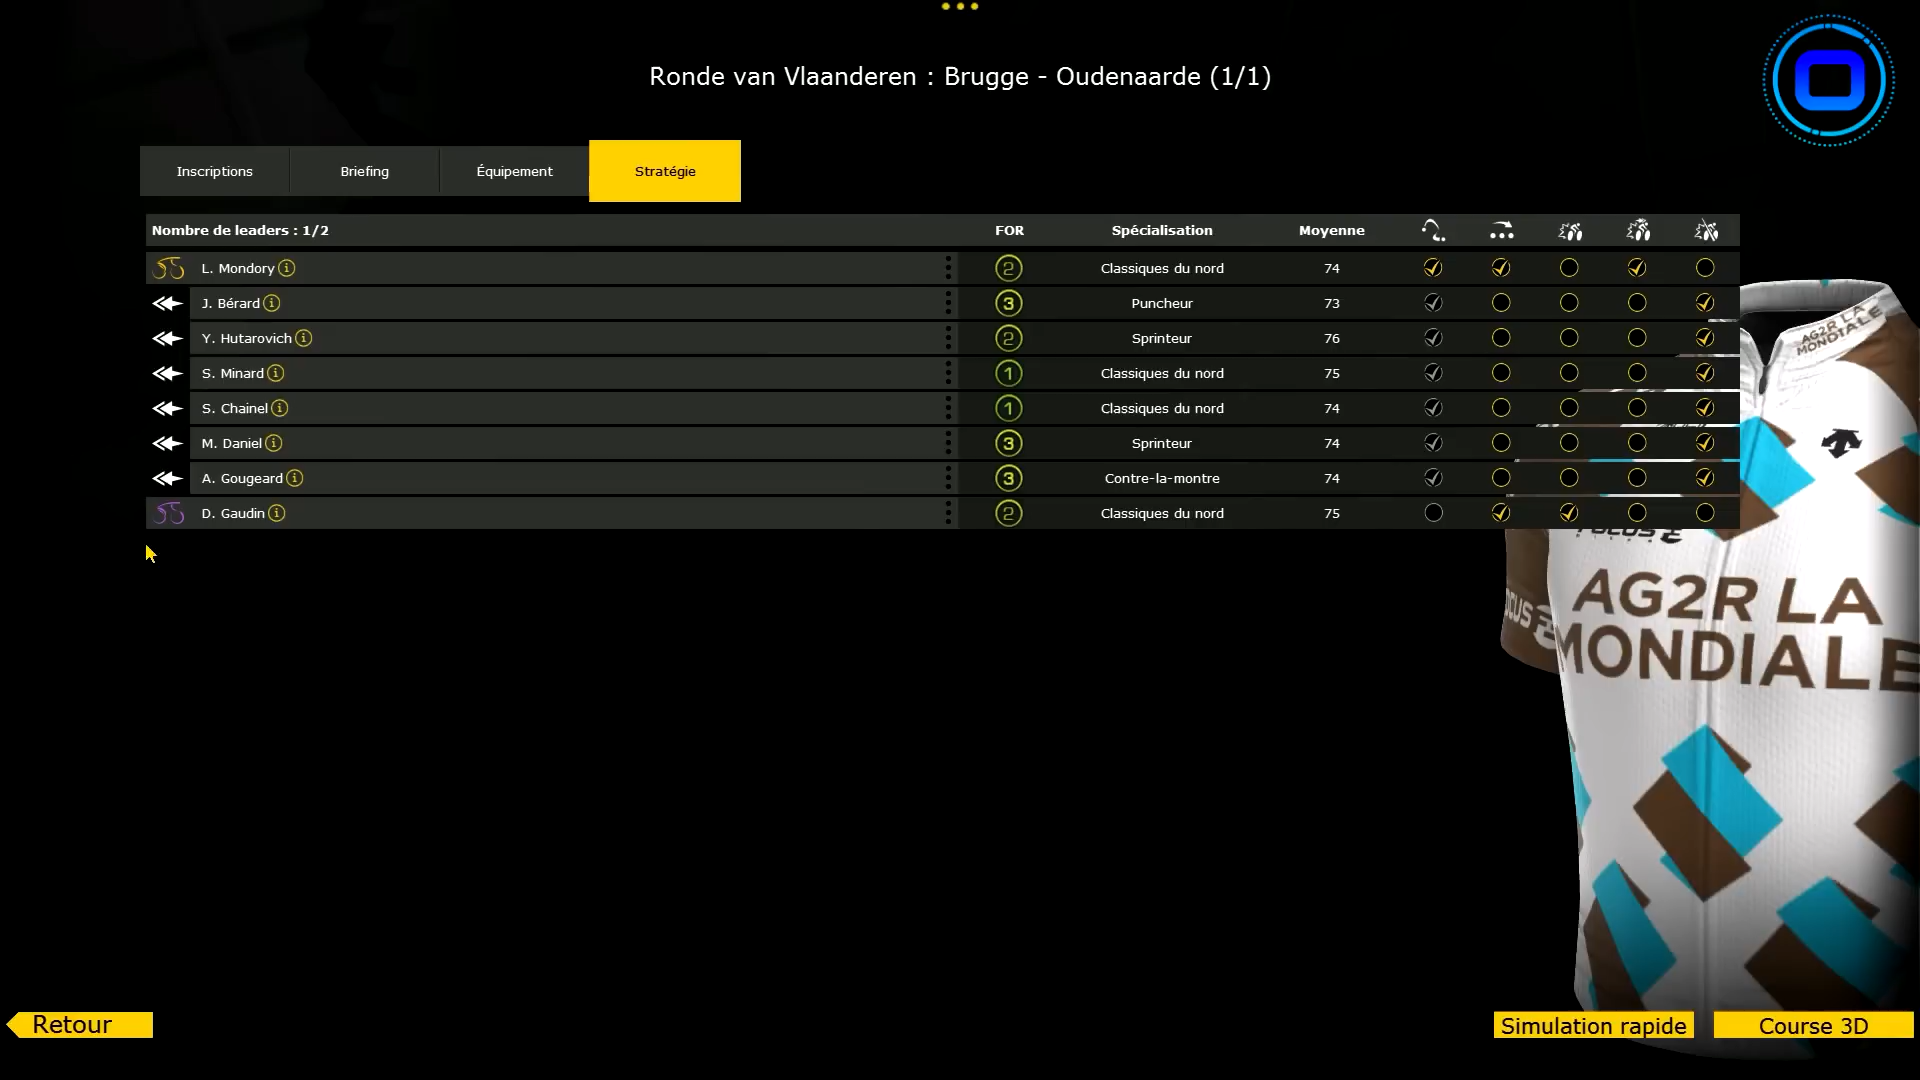 Ronde van Vlaanderen : Brugge - Oudenaarde (1/1)
Inscriptions Briefing Équipement Stratégie
Nombre de leaders : 1/2 FOR Spécialisation Moyenne
L. Mondory 2 Classiques du nord 74
J. Bérard 3 Puncheur 73
Y. Hutarovich 2 Sprinteur 76
S. Minard 1 Classiques du nord 75
S. Chainel 1 Classiques du nord 74
M. Daniel 3 Sprinteur 74
A. Gougeard 3 Contre-la-montre 74
D. Gaudin 2 Classiques du nord 75
AG2R LA
MONDIALE
AG2R LA
MONDIALE
Retour
Simulation rapide Course 3D